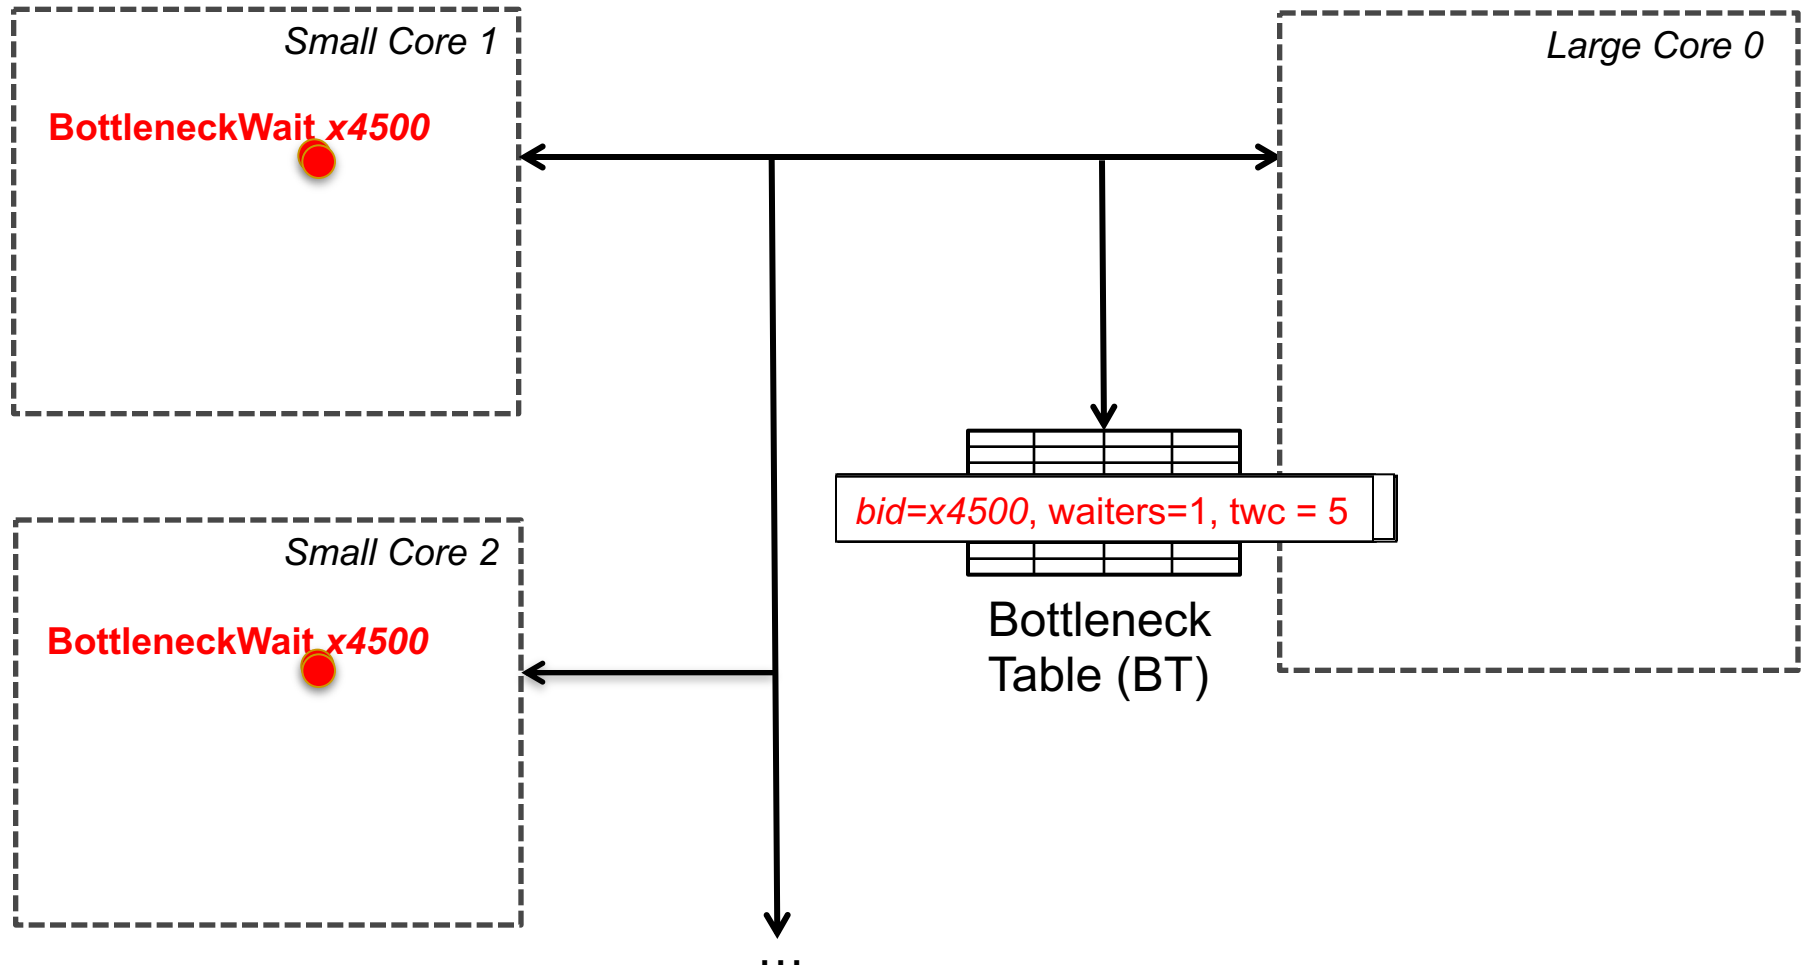 Small Core 1
BottleneckWait x4500
Large Core 0
bid=x4500, waiters=1, twc = 5
Bottleneck
Table (BT)
Small Core 2
BottleneckWait x4500
...